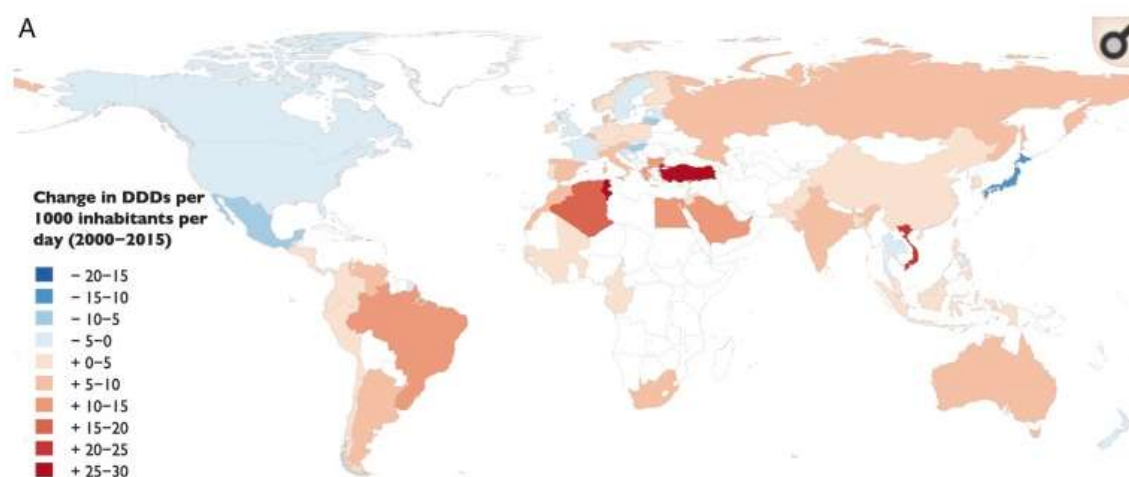 A
Change in DDDs per
1000 inhabitants per
day (2000–2015)
– 20–15
– 15–10
– 10–5
– 5–0
+ 0–5
+ 5–10
+ 10–15
+ 15–20
+ 20–25
+ 25–30